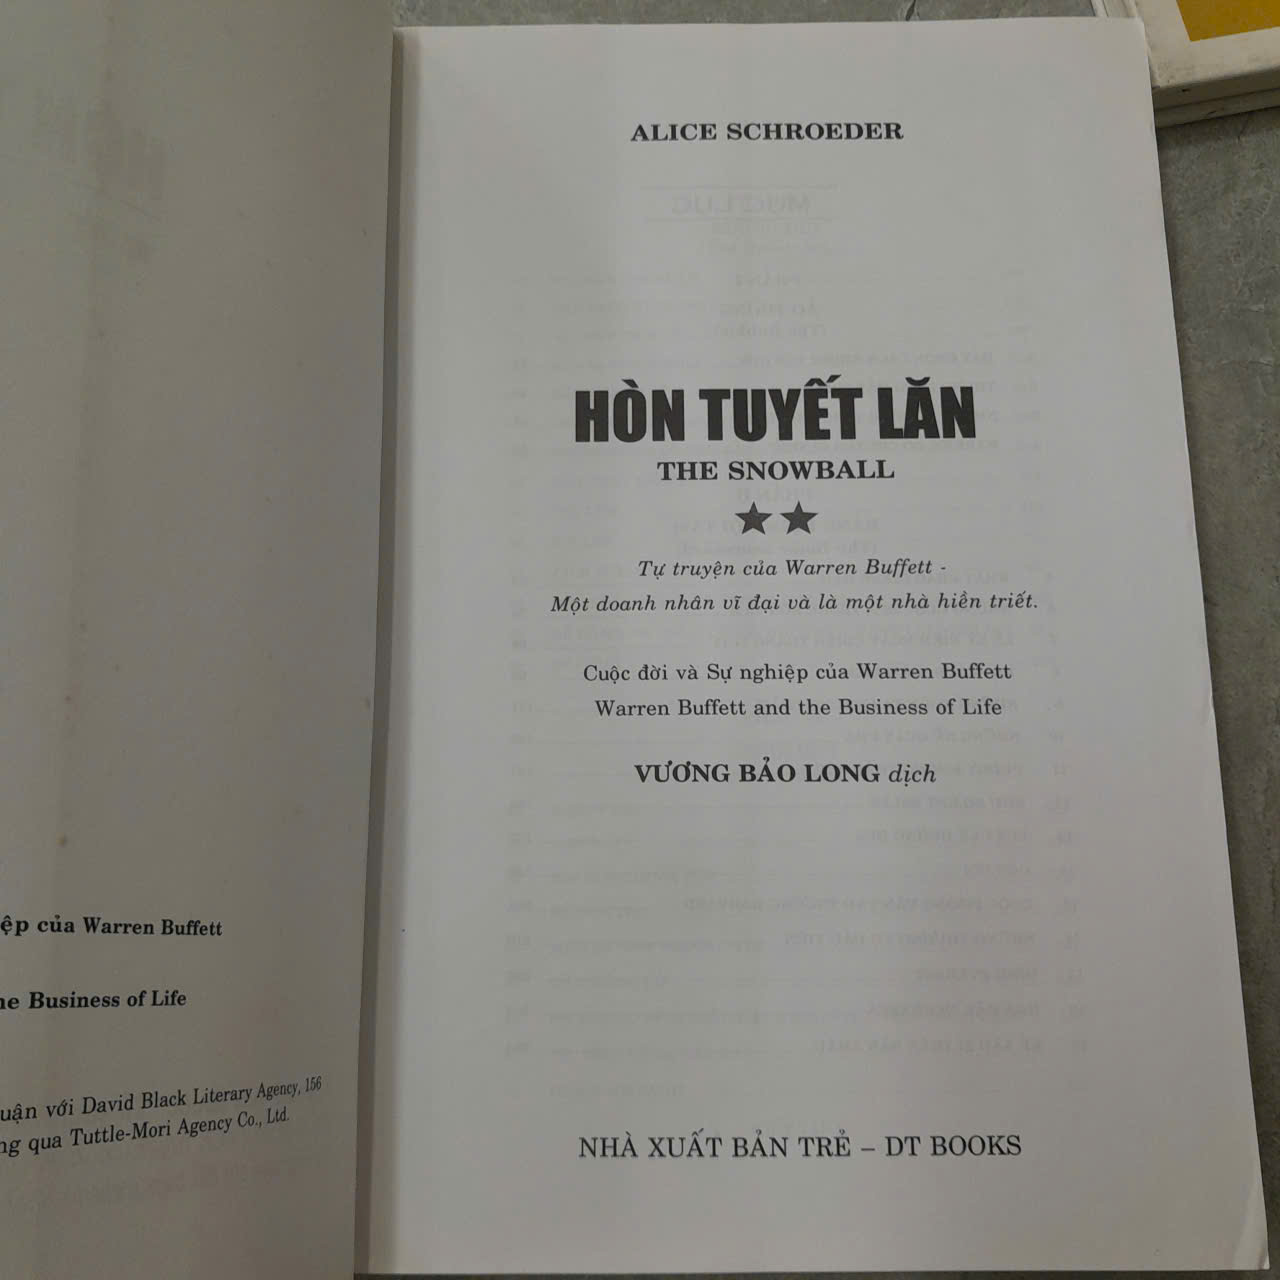 ệp của Warren Buffett
he Business of Life
uận với David Black Literary Agency, 156
ng qua Tuttle-Mori Agency Co., Ltd.
ALICE SCHROEDER
HÒN TUYẾT LĂN
THE SNOWBALL
★★
Tự truyện của Warren Buffett -
Một doanh nhân vĩ đại và là một nhà hiền triết.
Cuộc đời và Sự nghiệp của Warren Buffett
Warren Buffett and the Business of Life
VƯƠNG BẢO LONG dịch
NHÀ XUẤT BẢN TRẺ – DT BOOKS